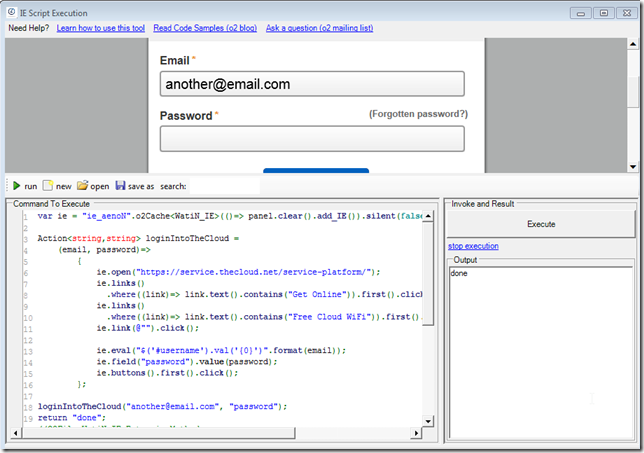 IE Script Execution
Need Help? Learn how to use this tool Read Code Samples (o2 blog) Ask a question (o2 mailing list)
Email *
another@email.com
Password * (Forgotten password?)
run new open save as search:
Command To Execute
1 var ie = "ie_aenoN".o2Cache<WatiN_IE>(()=> panel.clear().add_IE()).silent(false
2
3 Action<string,string> loginIntoTheCloud =
4 (email, password)=>
5 {
6 ie.open("https://service.thecloud.net/service-platform/");
7 ie.links()
8 .where((link)=> link.text().contains("Get Online")).first().clic
9 ie.links()
10 .where((link)=> link.text().contains("Free Cloud WiFi")).first().
11 ie.link(@"").click();
12
13 ie.eval("$('#username').val('{0}')".format(email));
14 ie.field("password").value(password);
15 ie.buttons().first().click();
16 };
17
18 loginIntoTheCloud("another@email.com", "password");
19 return "done";
Invoke and Result
Execute
stop execution
Output
done